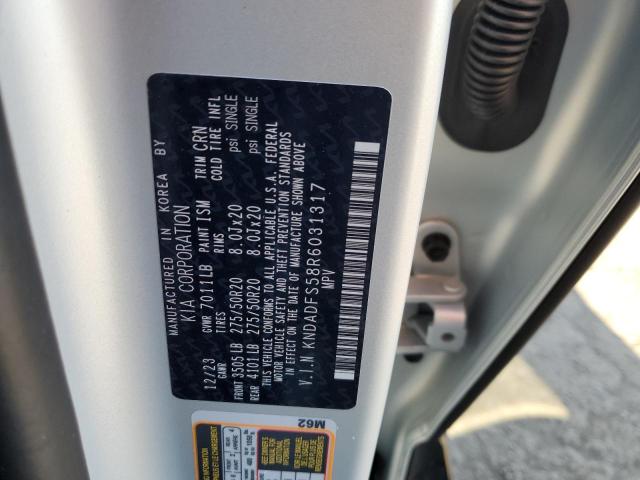 MANUFACTURED IN KOREA BY
KIA CORPORATION
12/23 GVWR 7011LB PAINT ISM TRIM CRN
GAWR TIRES RIMS COLD TIRE INFL
FRONT 3505LB 275/50R20 8.0Jx20 psi SINGLE
REAR 4101LB 275/50R20 8.0Jx20 psi SINGLE
THIS VEHICLE CONFORMS TO ALL APPLICABLE U.S.A. FEDERAL
MOTOR VEHICLE SAFETY AND THEFT PREVENTION STANDARDS
IN EFFECT ON THE DATE OF MANUFACTURE SHOWN ABOVE
V.I.N KNDADFS58R6031317
MPV
M62